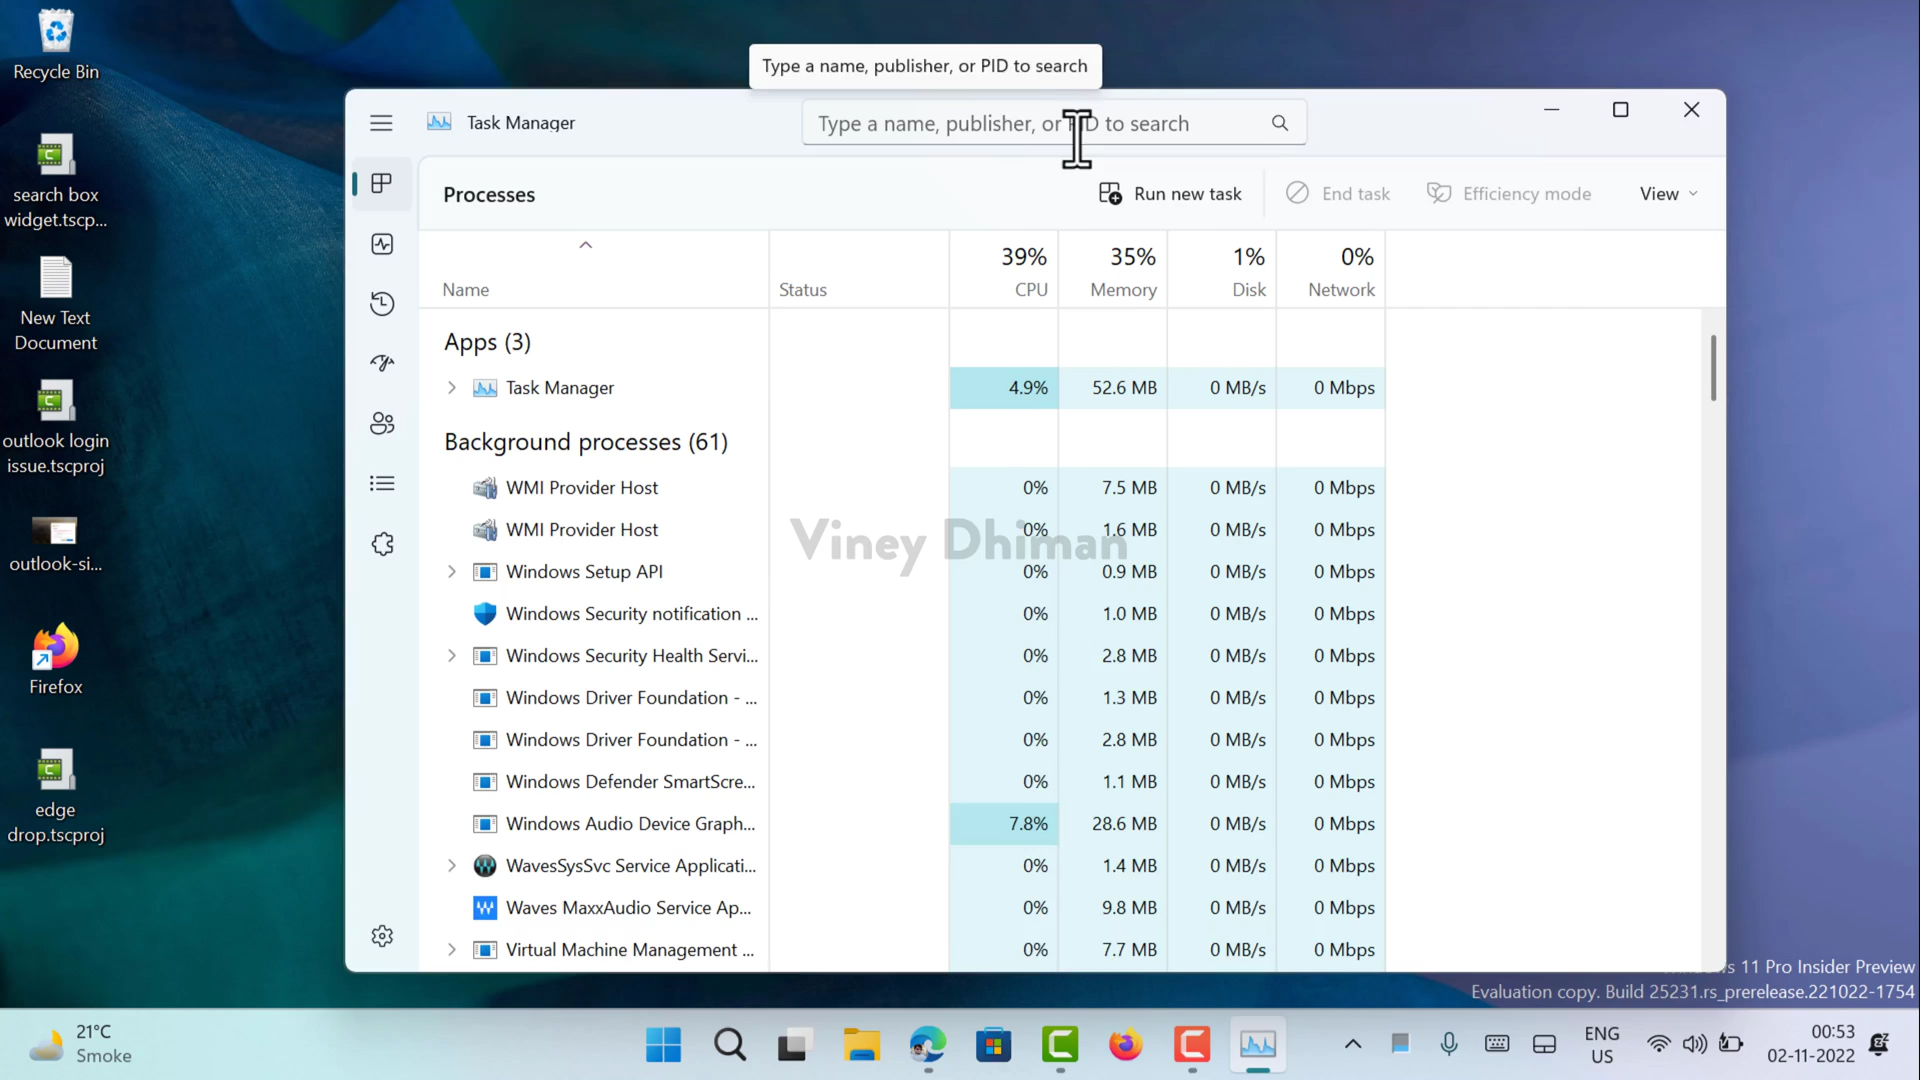 Recycle Bin
search box
widget.tscp...
New Text
Document
outlook login
issue.tscproj
outlook-si...
Firefox
edge
drop.tscproj
Type a name, publisher, or PID to search
Task Manager
Type a name, publisher, or PID to search
Processes
Run new task
End task
Efficiency mode
View
39% 35% 1% 0%
Name Status CPU Memory Disk Network
Apps (3)
Task Manager 4.9% 52.6 MB 0 MB/s 0 Mbps
Background processes (61)
WMI Provider Host 0% 7.5 MB 0 MB/s 0 Mbps
WMI Provider Host 0% 1.6 MB 0 MB/s 0 Mbps
Viney Dhiman
Windows Setup API 0% 0.9 MB 0 MB/s 0 Mbps
Windows Security notification ... 0% 1.0 MB 0 MB/s 0 Mbps
Windows Security Health Servi... 0% 2.8 MB 0 MB/s 0 Mbps
Windows Driver Foundation - ... 0% 1.3 MB 0 MB/s 0 Mbps
Windows Driver Foundation - ... 0% 2.8 MB 0 MB/s 0 Mbps
Windows Defender SmartScre... 0% 1.1 MB 0 MB/s 0 Mbps
Windows Audio Device Graph... 7.8% 28.6 MB 0 MB/s 0 Mbps
WavesSysSvc Service Applicati... 0% 1.4 MB 0 MB/s 0 Mbps
Waves MaxxAudio Service Ap... 0% 9.8 MB 0 MB/s 0 Mbps
Virtual Machine Management ... 0% 7.7 MB 0 MB/s 0 Mbps
11 Pro Insider Preview
Evaluation copy. Build 25231.rs_prerelease.221022-1754
21°C
Smoke
ENG
US
00:53
02-11-2022